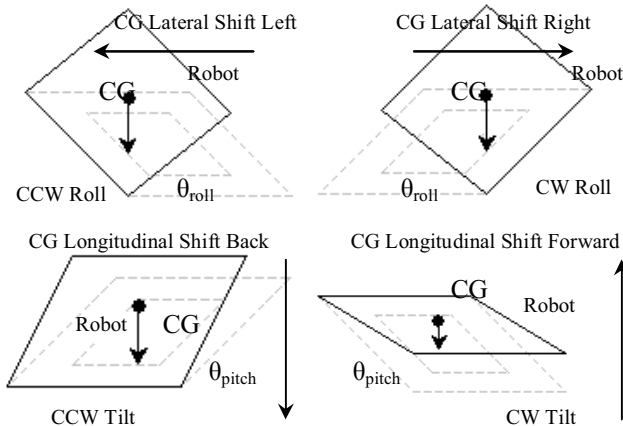 CG Lateral Shift Left
Robot
CG
CCW Roll
θroll
CG Lateral Shift Right
Robot
CG
θroll
CW Roll
CG Longitudinal Shift Back
Robot
CG
θpitch
CCW Tilt
CG Longitudinal Shift Forward
CG
Robot
θpitch
CW Tilt